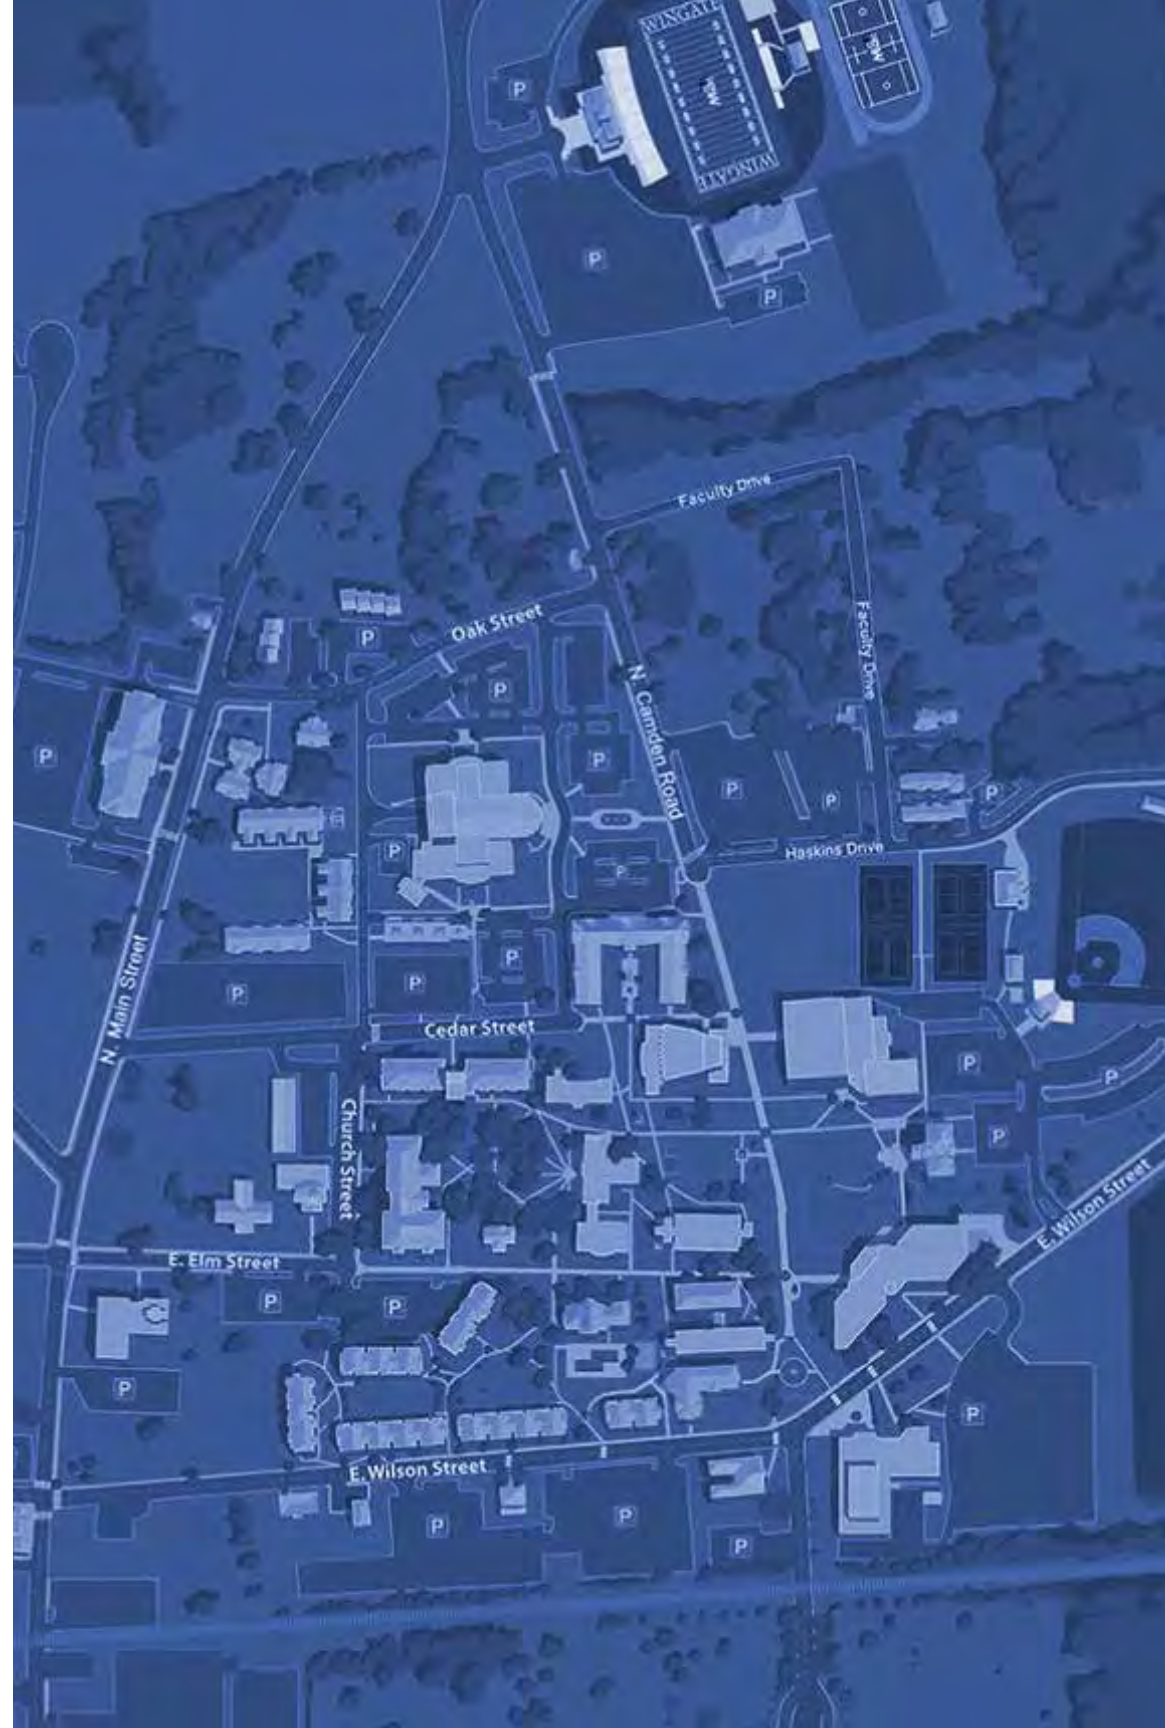 WINGATE
P
WINGATE
P
P
Faculty Drive
Oak Street
Faculty Drive
P
P
N. Camden Road
P
P
P
P
P
P
Haskins Drive
P
P
P
P
P
N. Main Street
Cedar Street
P
P
Church Street
P
E. Wilson Street
E. Elm Street
P
P
P
P
E. Wilson Street
P
P
P